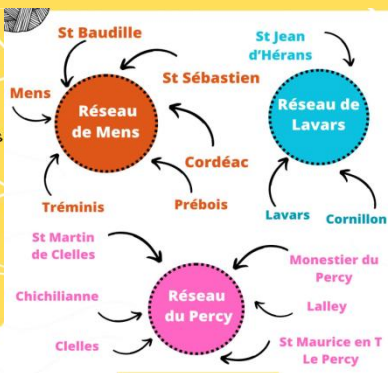 St Baudille
St Sébastien
Mens
Réseau
de Mens
Cordéac
Tréminis
Prébois
St Jean
d'Hérans
Réseau de
Lavars
Lavars
Cornillon
St Martin
de Clelles
Monestier du
Percy
Chichilianne
Réseau
du Percy
Lalley
Clelles
St Maurice en T
Le Percy